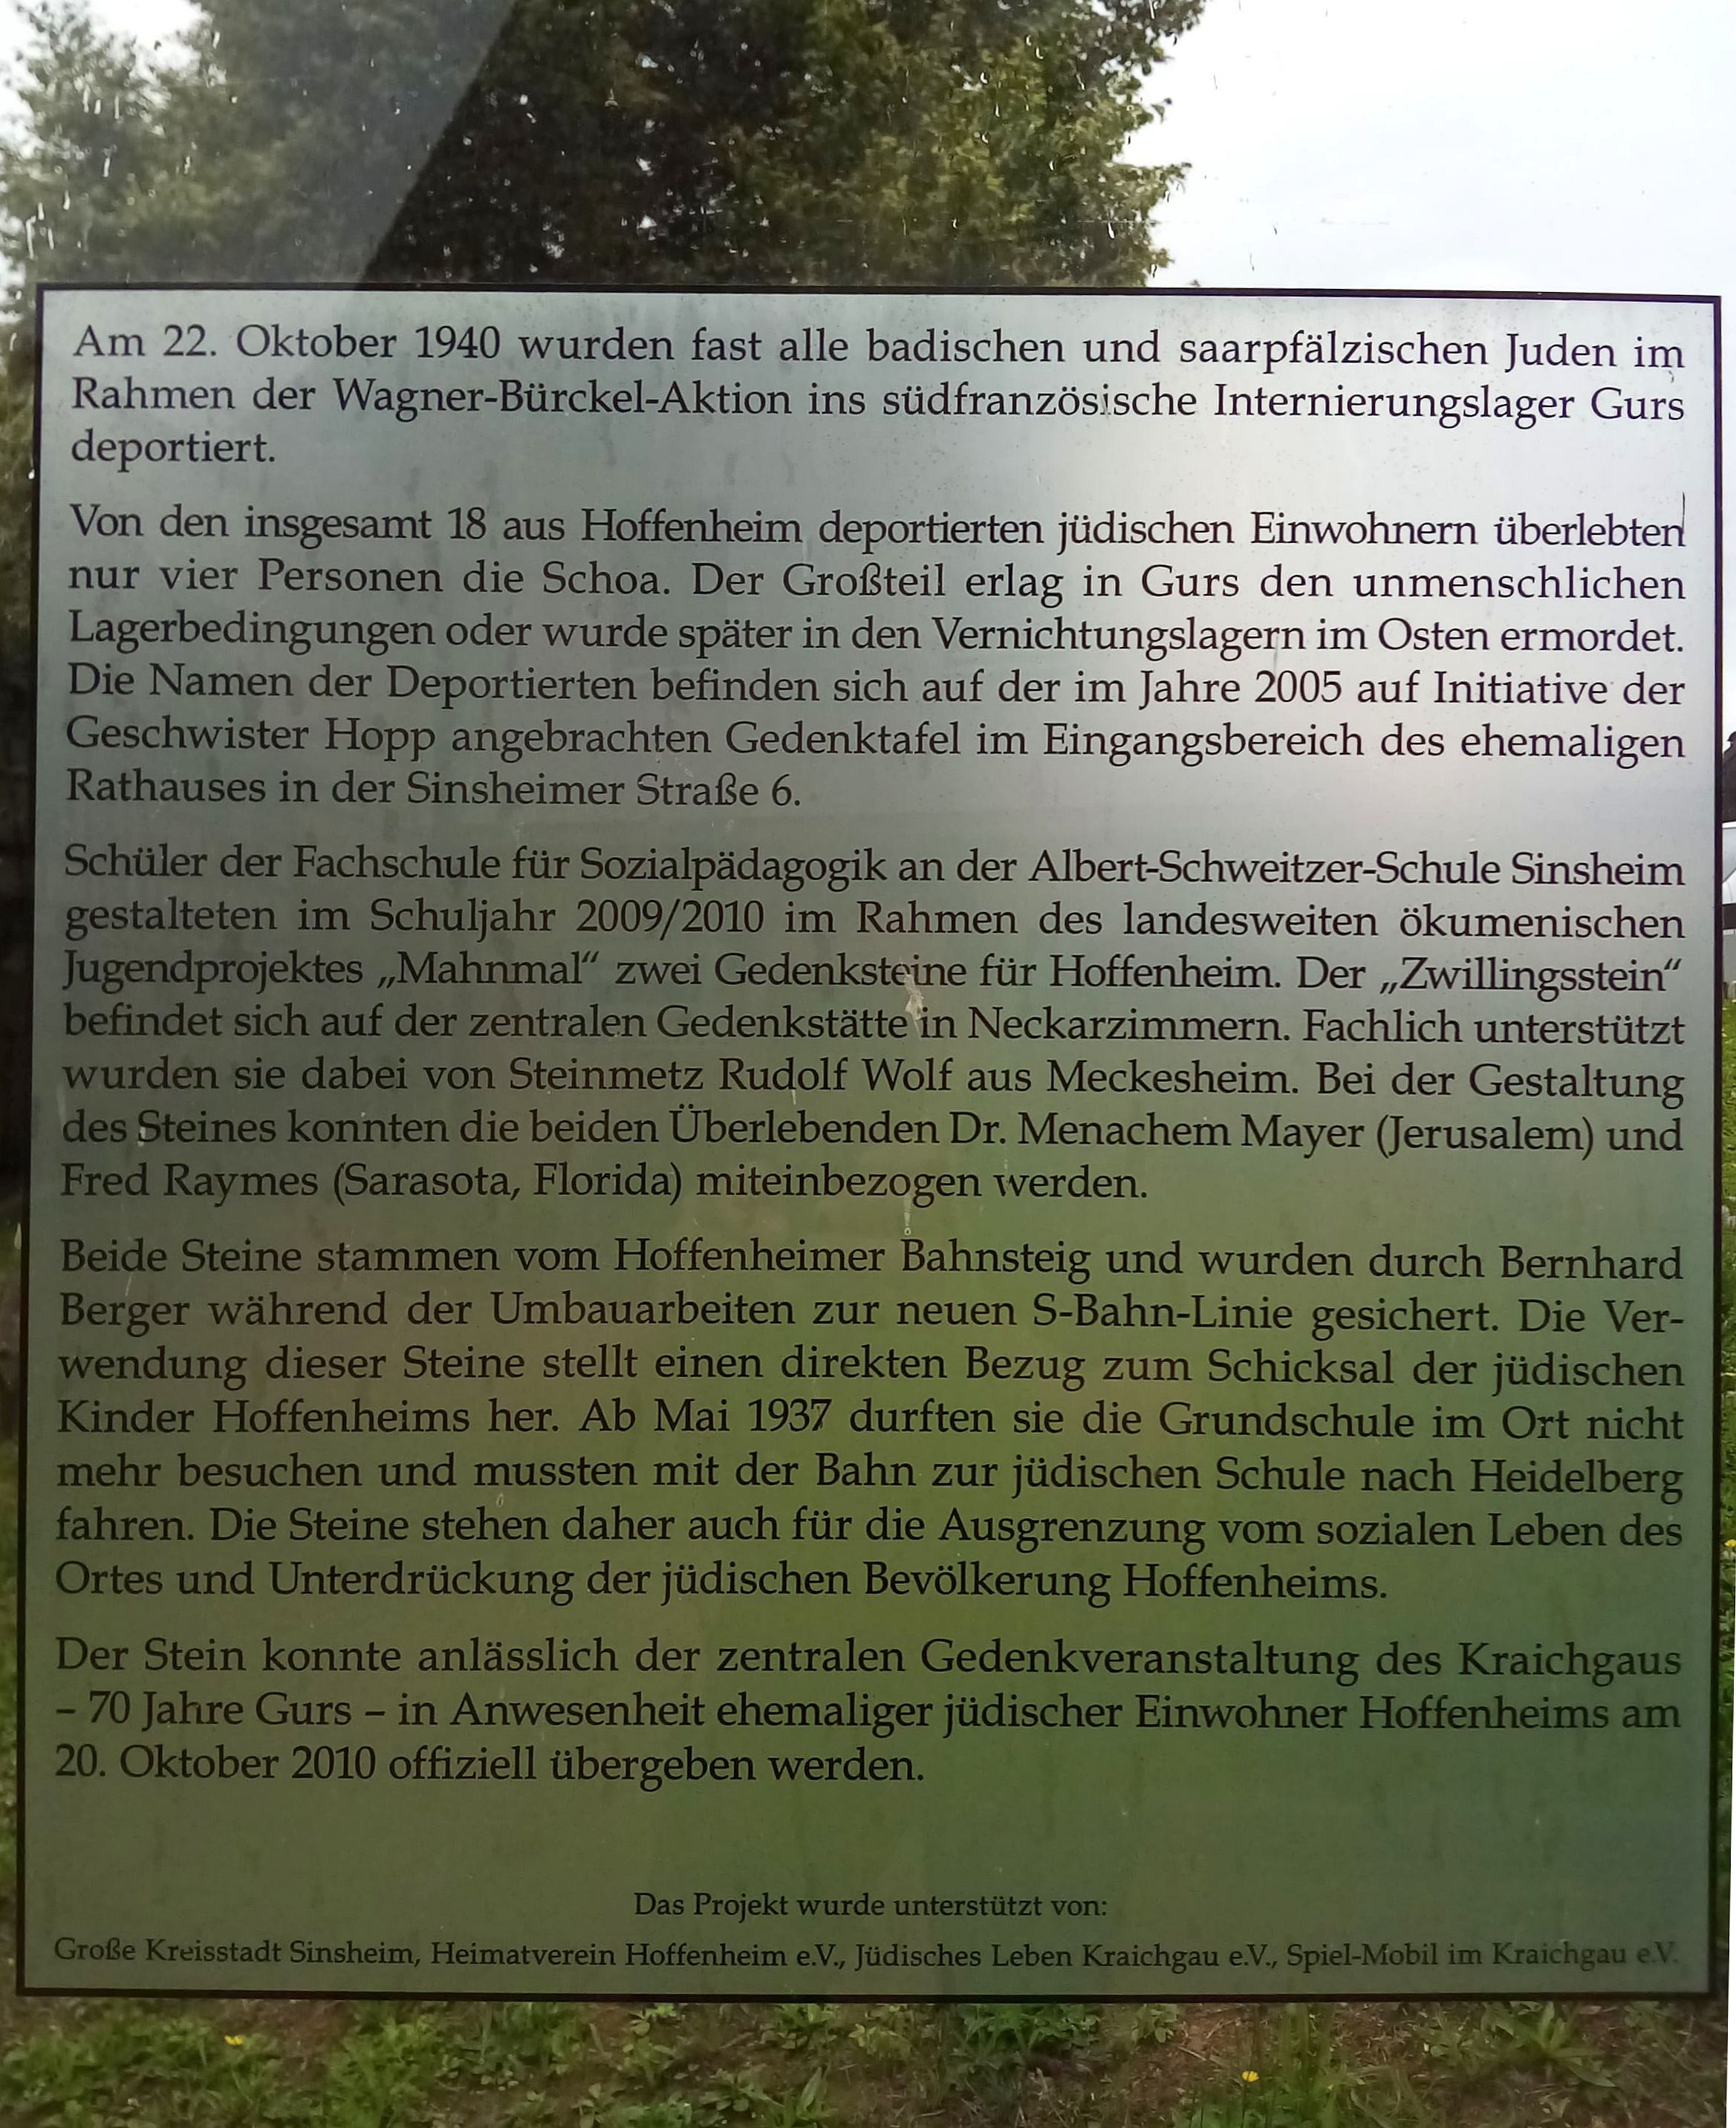 Am 22. Oktober 1940 wurden fast alle badischen und saarpfälzischen Juden im
Rahmen der Wagner-Bürckel-Aktion ins südfranzösische Internierungslager Gurs
deportiert.
Von den insgesamt 18 aus Hoffenheim deportierten jüdischen Einwohnern überlebten
nur vier Personen die Schoa. Der Großteil erlag in Gurs den unmenschlichen
Lagerbedingungen oder wurde später in den Vernichtungslagern im Osten ermordet.
Die Namen der Deportierten befinden sich auf der im Jahre 2005 auf Initiative der
Geschwister Hopp angebrachten Gedenktafel im Eingangsbereich des ehemaligen
Rathauses in der Sinsheimer Straße 6.
Schüler der Fachschule für Sozialpädagogik an der Albert-Schweitzer-Schule Sinsheim
gestalteten im Schuljahr 2009/2010 im Rahmen des landesweiten ökumenischen
Jugendprojektes „Mahnmal“ zwei Gedenksteine für Hoffenheim. Der „Zwillingsstein“
befindet sich auf der zentralen Gedenkstätte in Neckarzimmern. Fachlich unterstützt
wurden sie dabei von Steinmetz Rudolf Wolf aus Meckesheim. Bei der Gestaltung
des Steines konnten die beiden Überlebenden Dr. Menachem Mayer (Jerusalem) und
Fred Raymes (Sarasota, Florida) miteinbezogen werden.
Beide Steine stammen vom Hoffenheimer Bahnsteig und wurden durch Bernhard
Berger während der Umbauarbeiten zur neuen S-Bahn-Linie gesichert. Die Ver-
wendung dieser Steine stellt einen direkten Bezug zum Schicksal der jüdischen
Kinder Hoffenheims her. Ab Mai 1937 durften sie die Grundschule im Ort nicht
mehr besuchen und mussten mit der Bahn zur jüdischen Schule nach Heidelberg
fahren. Die Steine stehen daher auch für die Ausgrenzung vom sozialen Leben des
Ortes und Unterdrückung der jüdischen Bevölkerung Hoffenheims.
Der Stein konnte anlässlich der zentralen Gedenkveranstaltung des Kraichgaus
– 70 Jahre Gurs – in Anwesenheit ehemaliger jüdischer Einwohner Hoffenheims am
20. Oktober 2010 offiziell übergeben werden.
Das Projekt wurde unterstützt von:
Große Kreisstadt Sinsheim, Heimatverein Hoffenheim e.V., Jüdisches Leben Kraichgau e.V., Spiel-Mobil im Kraichgau e.V.